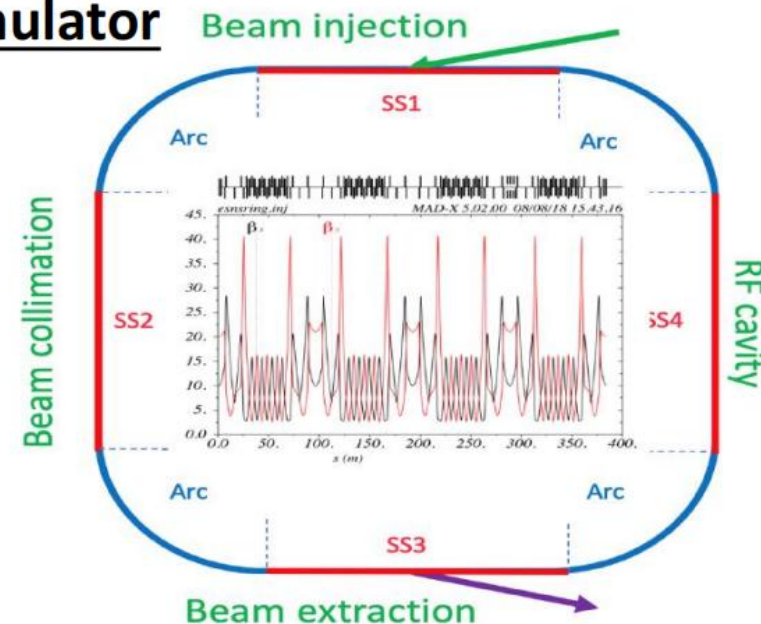 nulator
Beam injection
SS1
Arc
Arc
esnsring.inj MAD-X 5.02.00 08/08/18 15.43.16
β
β
45.
40.
35.
30.
25.
20.
15.
10.
5.
0.0
0.0 50. 100. 150. 200. 250. 300. 350. 400.
s (m)
Beam collimation
SS2
SS4
RF cavity
Arc
Arc
SS3
Beam extraction